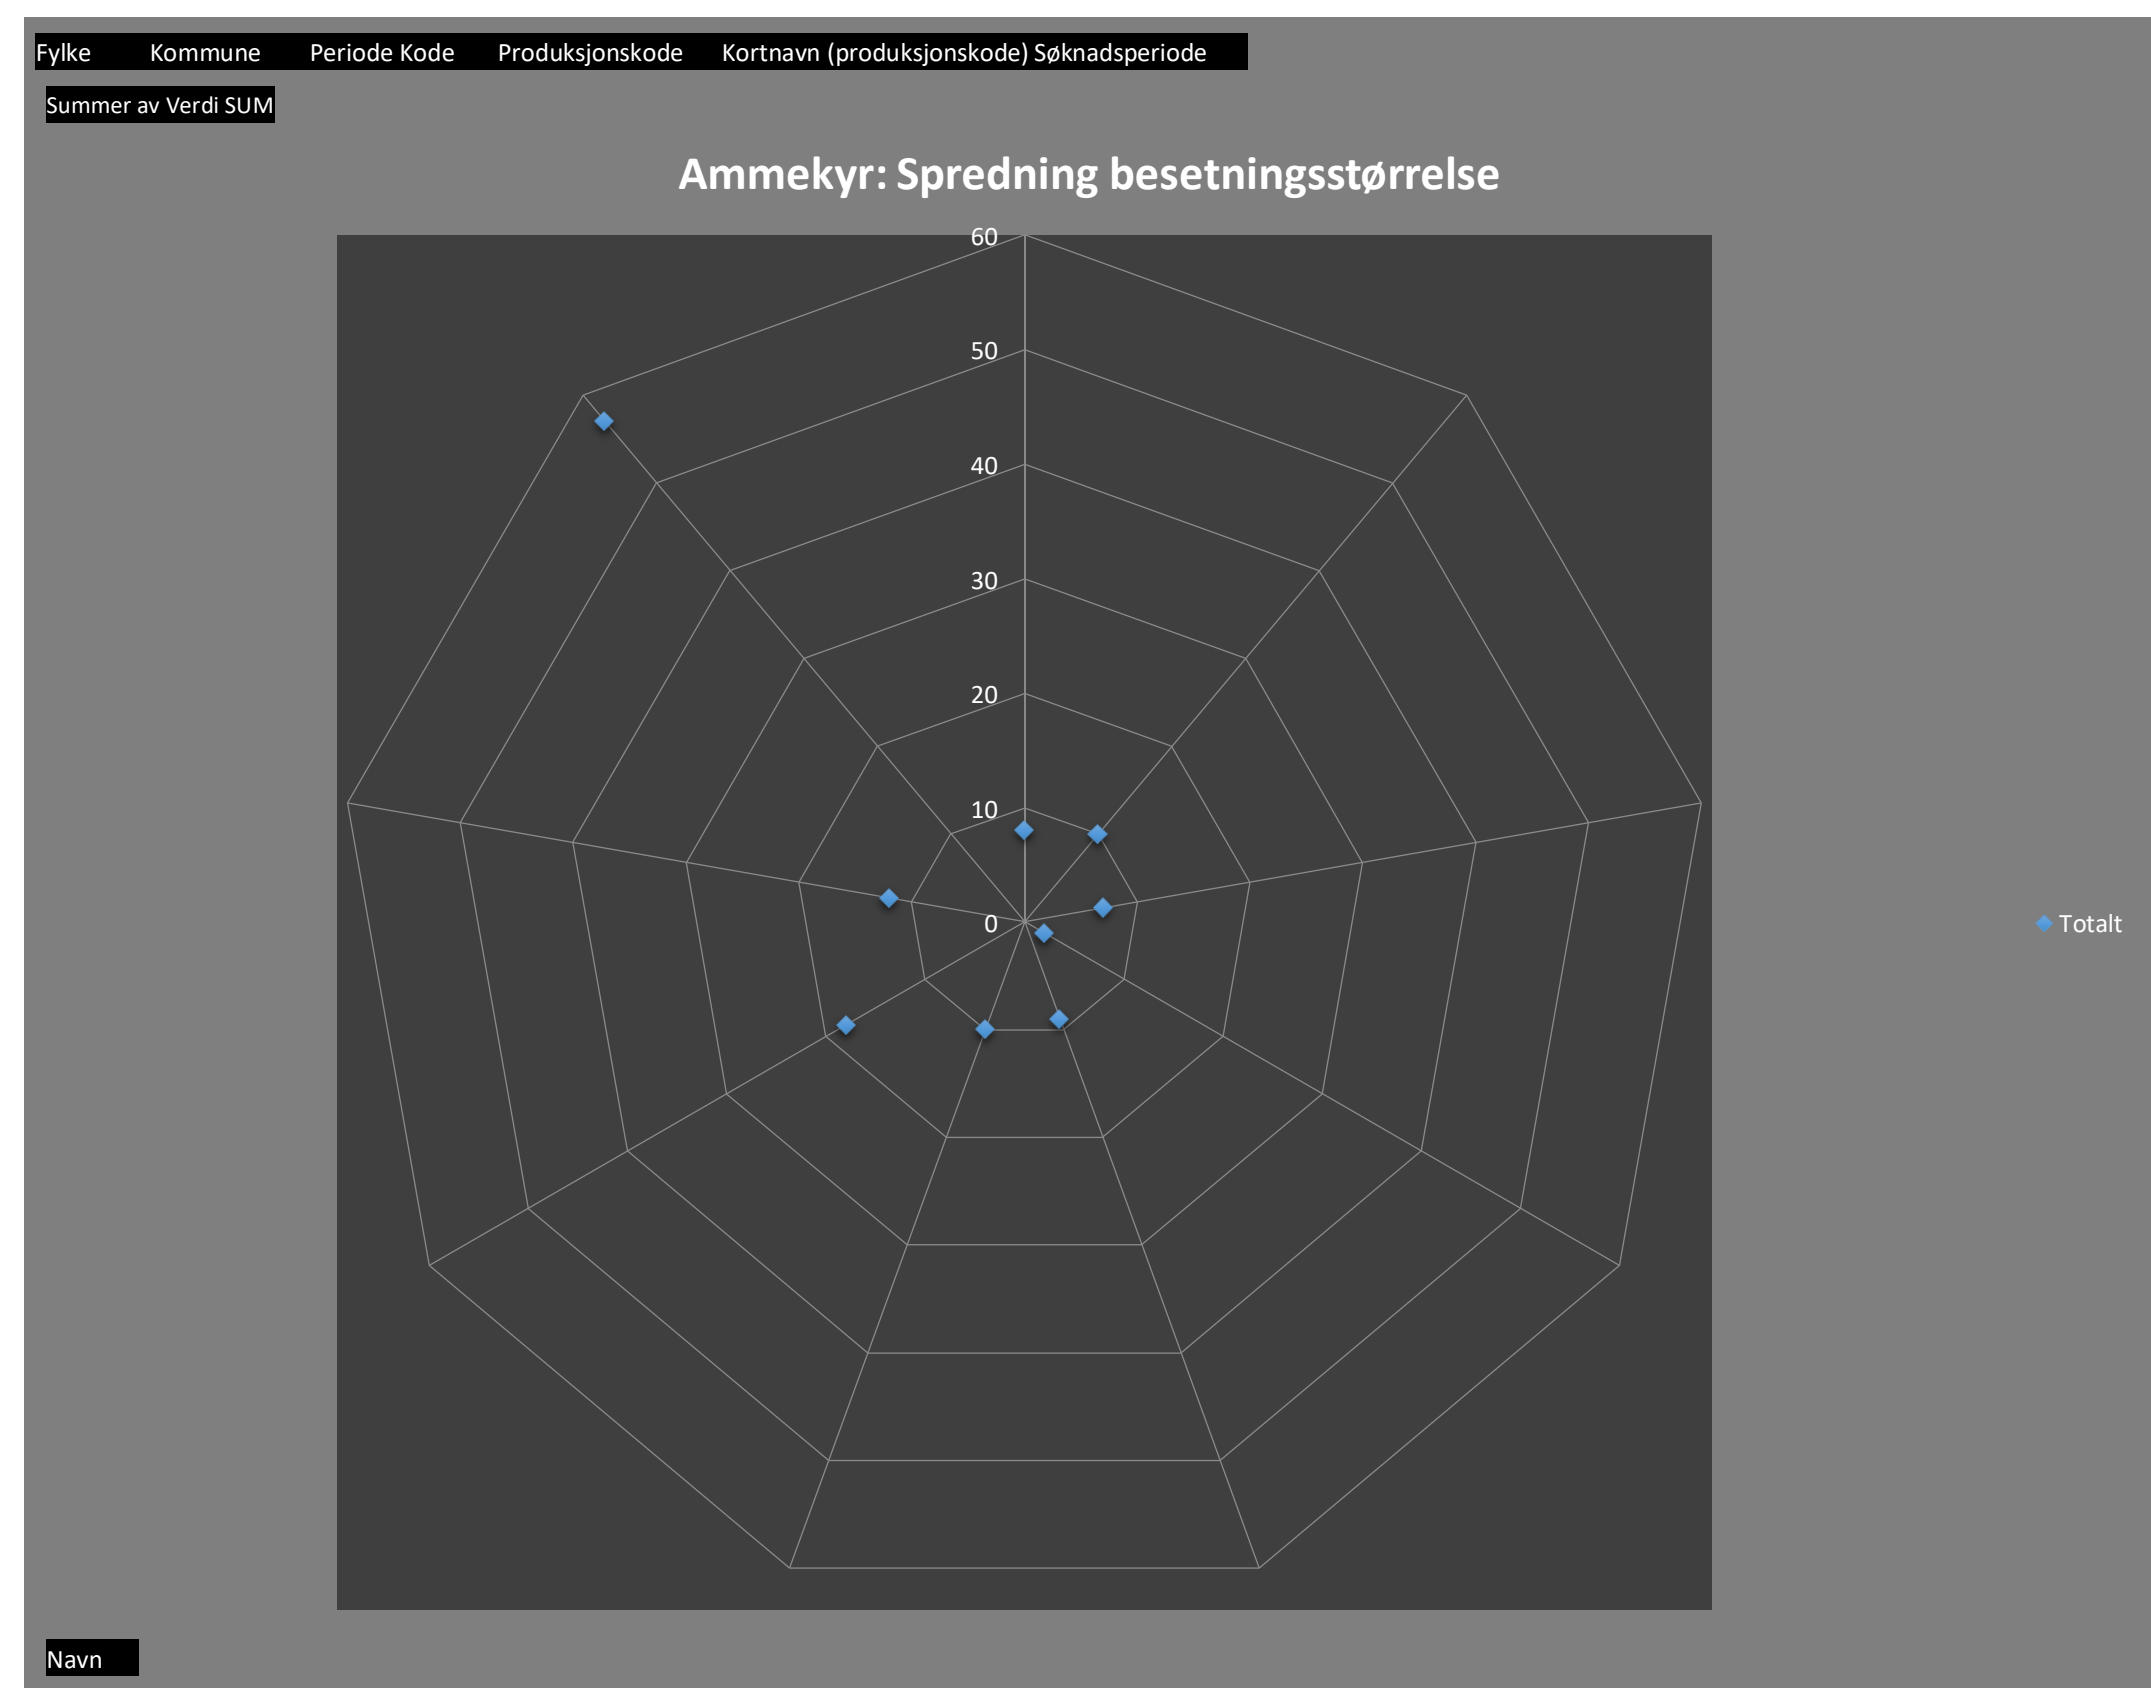 Fylke Kommune Periode Kode Produksjonskode Kortnavn (produksjonskode) Søknadsperiode
Summer av Verdi SUM
Ammekyr: Spredning besetningsstørrelse
60
50
40
30
20
10
0
Totalt
Navn